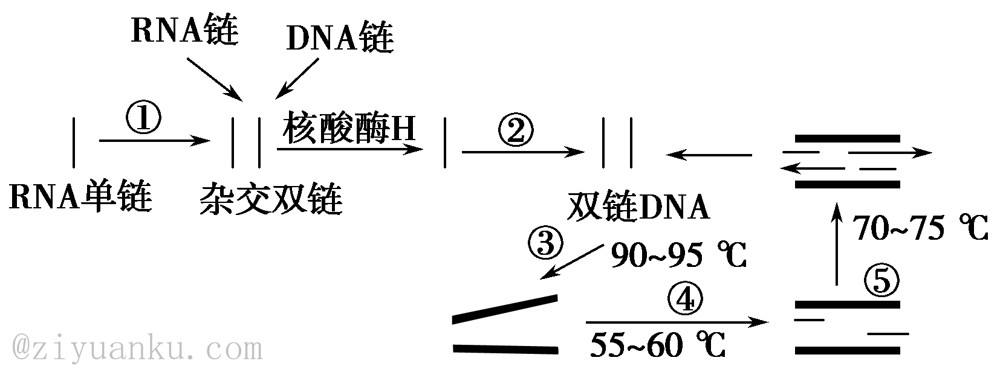 RNA链
DNA链
①
核酸酶H
②
RNA单链
杂交双链
双链DNA
70~75 ℃
③
90~95 ℃
④
⑤
55~60 ℃
@ziyuanku.com